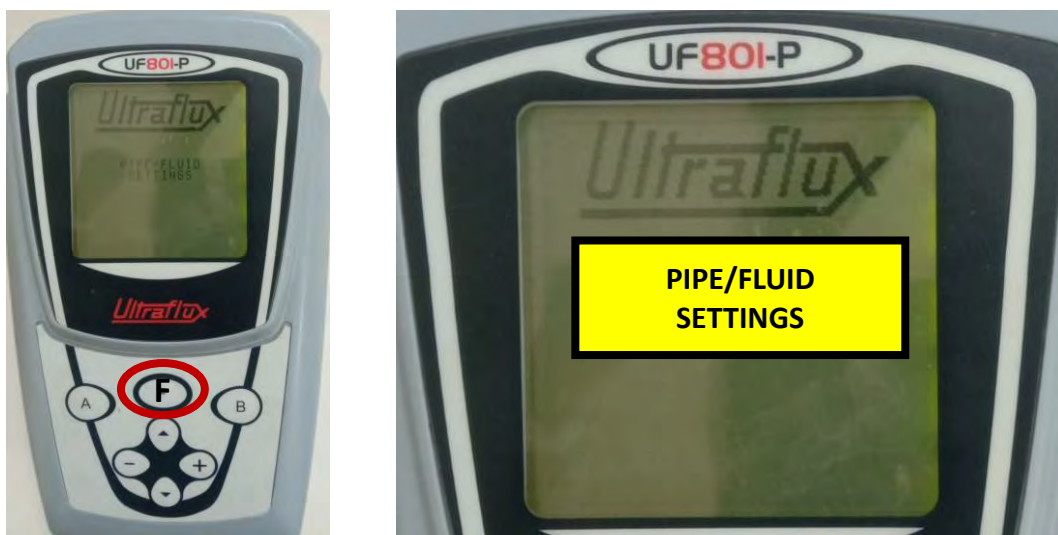 UF801-P
Ultraflux
PIPE-FLUID
SETTINGS
Ultraflux
F
A
B
-
+
UF801-P
Ultraflux
PIPE/FLUID
SETTINGS